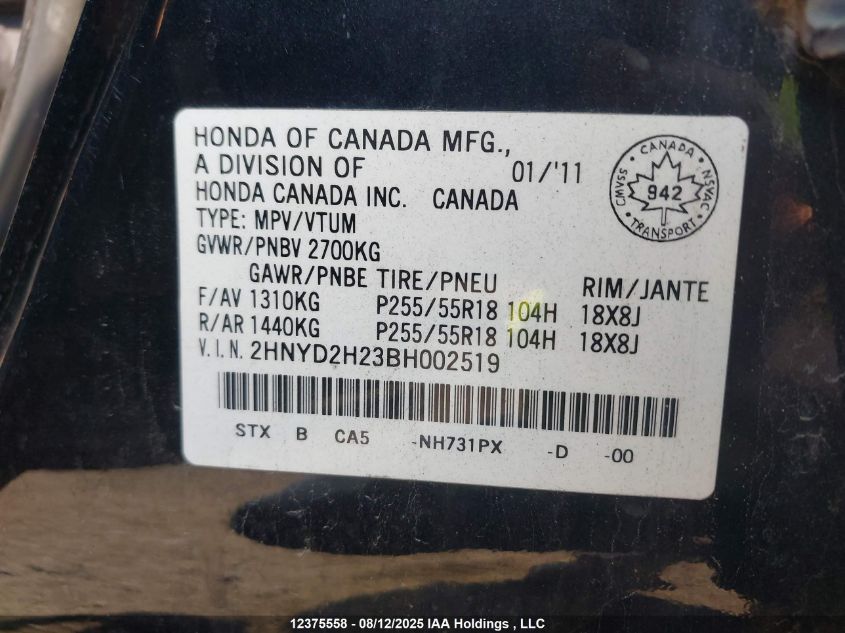 HONDA OF CANADA MFG.,
A DIVISION OF 01/'11
HONDA CANADA INC. CANADA
TYPE: MPV/VTUM
GVWR/PNBV 2700KG
GAWR/PNBE TIRE/PNEU RIM/JANTE
F/AV 1310KG P255/55R18 104H 18X8J
R/AR 1440KG P255/55R18 104H 18X8J
V.I.N. 2HNYD2H23BH002519
STX B CA5 -NH731PX -D -00
CANADA
CMVSS 942 NSVAC
TRANSPORT
12375558 - 08/12/2025 IAA Holdings , LLC